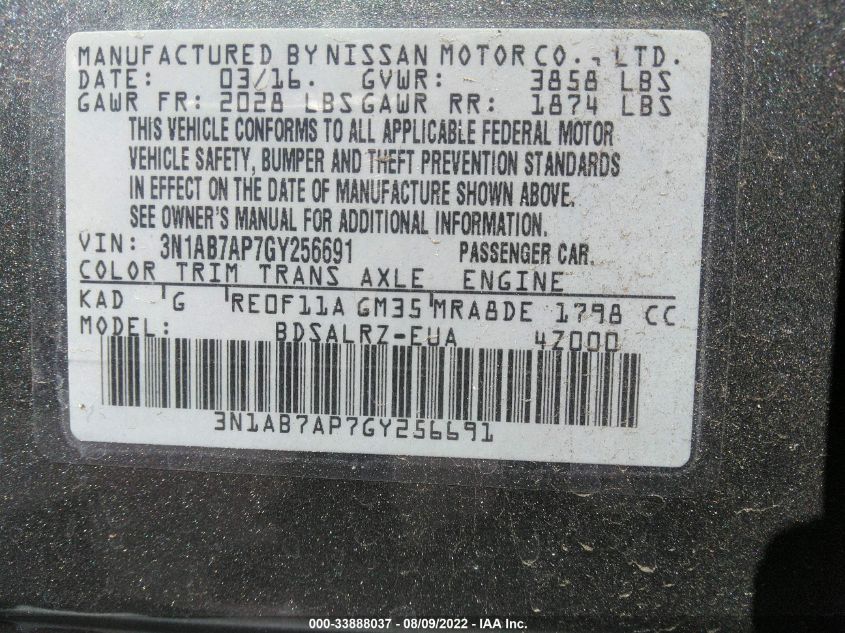 MANUFACTURED BY NISSAN MOTOR CO., LTD.
DATE: 03/16. GVWR: 3858 LBS
GAWR FR: 2028 LBS GAWR RR: 1874 LBS
THIS VEHICLE CONFORMS TO ALL APPLICABLE FEDERAL MOTOR
VEHICLE SAFETY, BUMPER AND THEFT PREVENTION STANDARDS
IN EFFECT ON THE DATE OF MANUFACTURE SHOWN ABOVE.
SEE OWNER'S MANUAL FOR ADDITIONAL INFORMATION.
VIN: 3N1AB7AP7GY256691 PASSENGER CAR.
COLOR TRIM TRANS AXLE ENGINE
KAD G RE0F11A GM35 MRA8DE 1798 CC
MODEL: BDSALRZ-EUA 4Z000
3N1AB7AP7GY256691
000-33888037 - 08/09/2022 - IAA Inc.